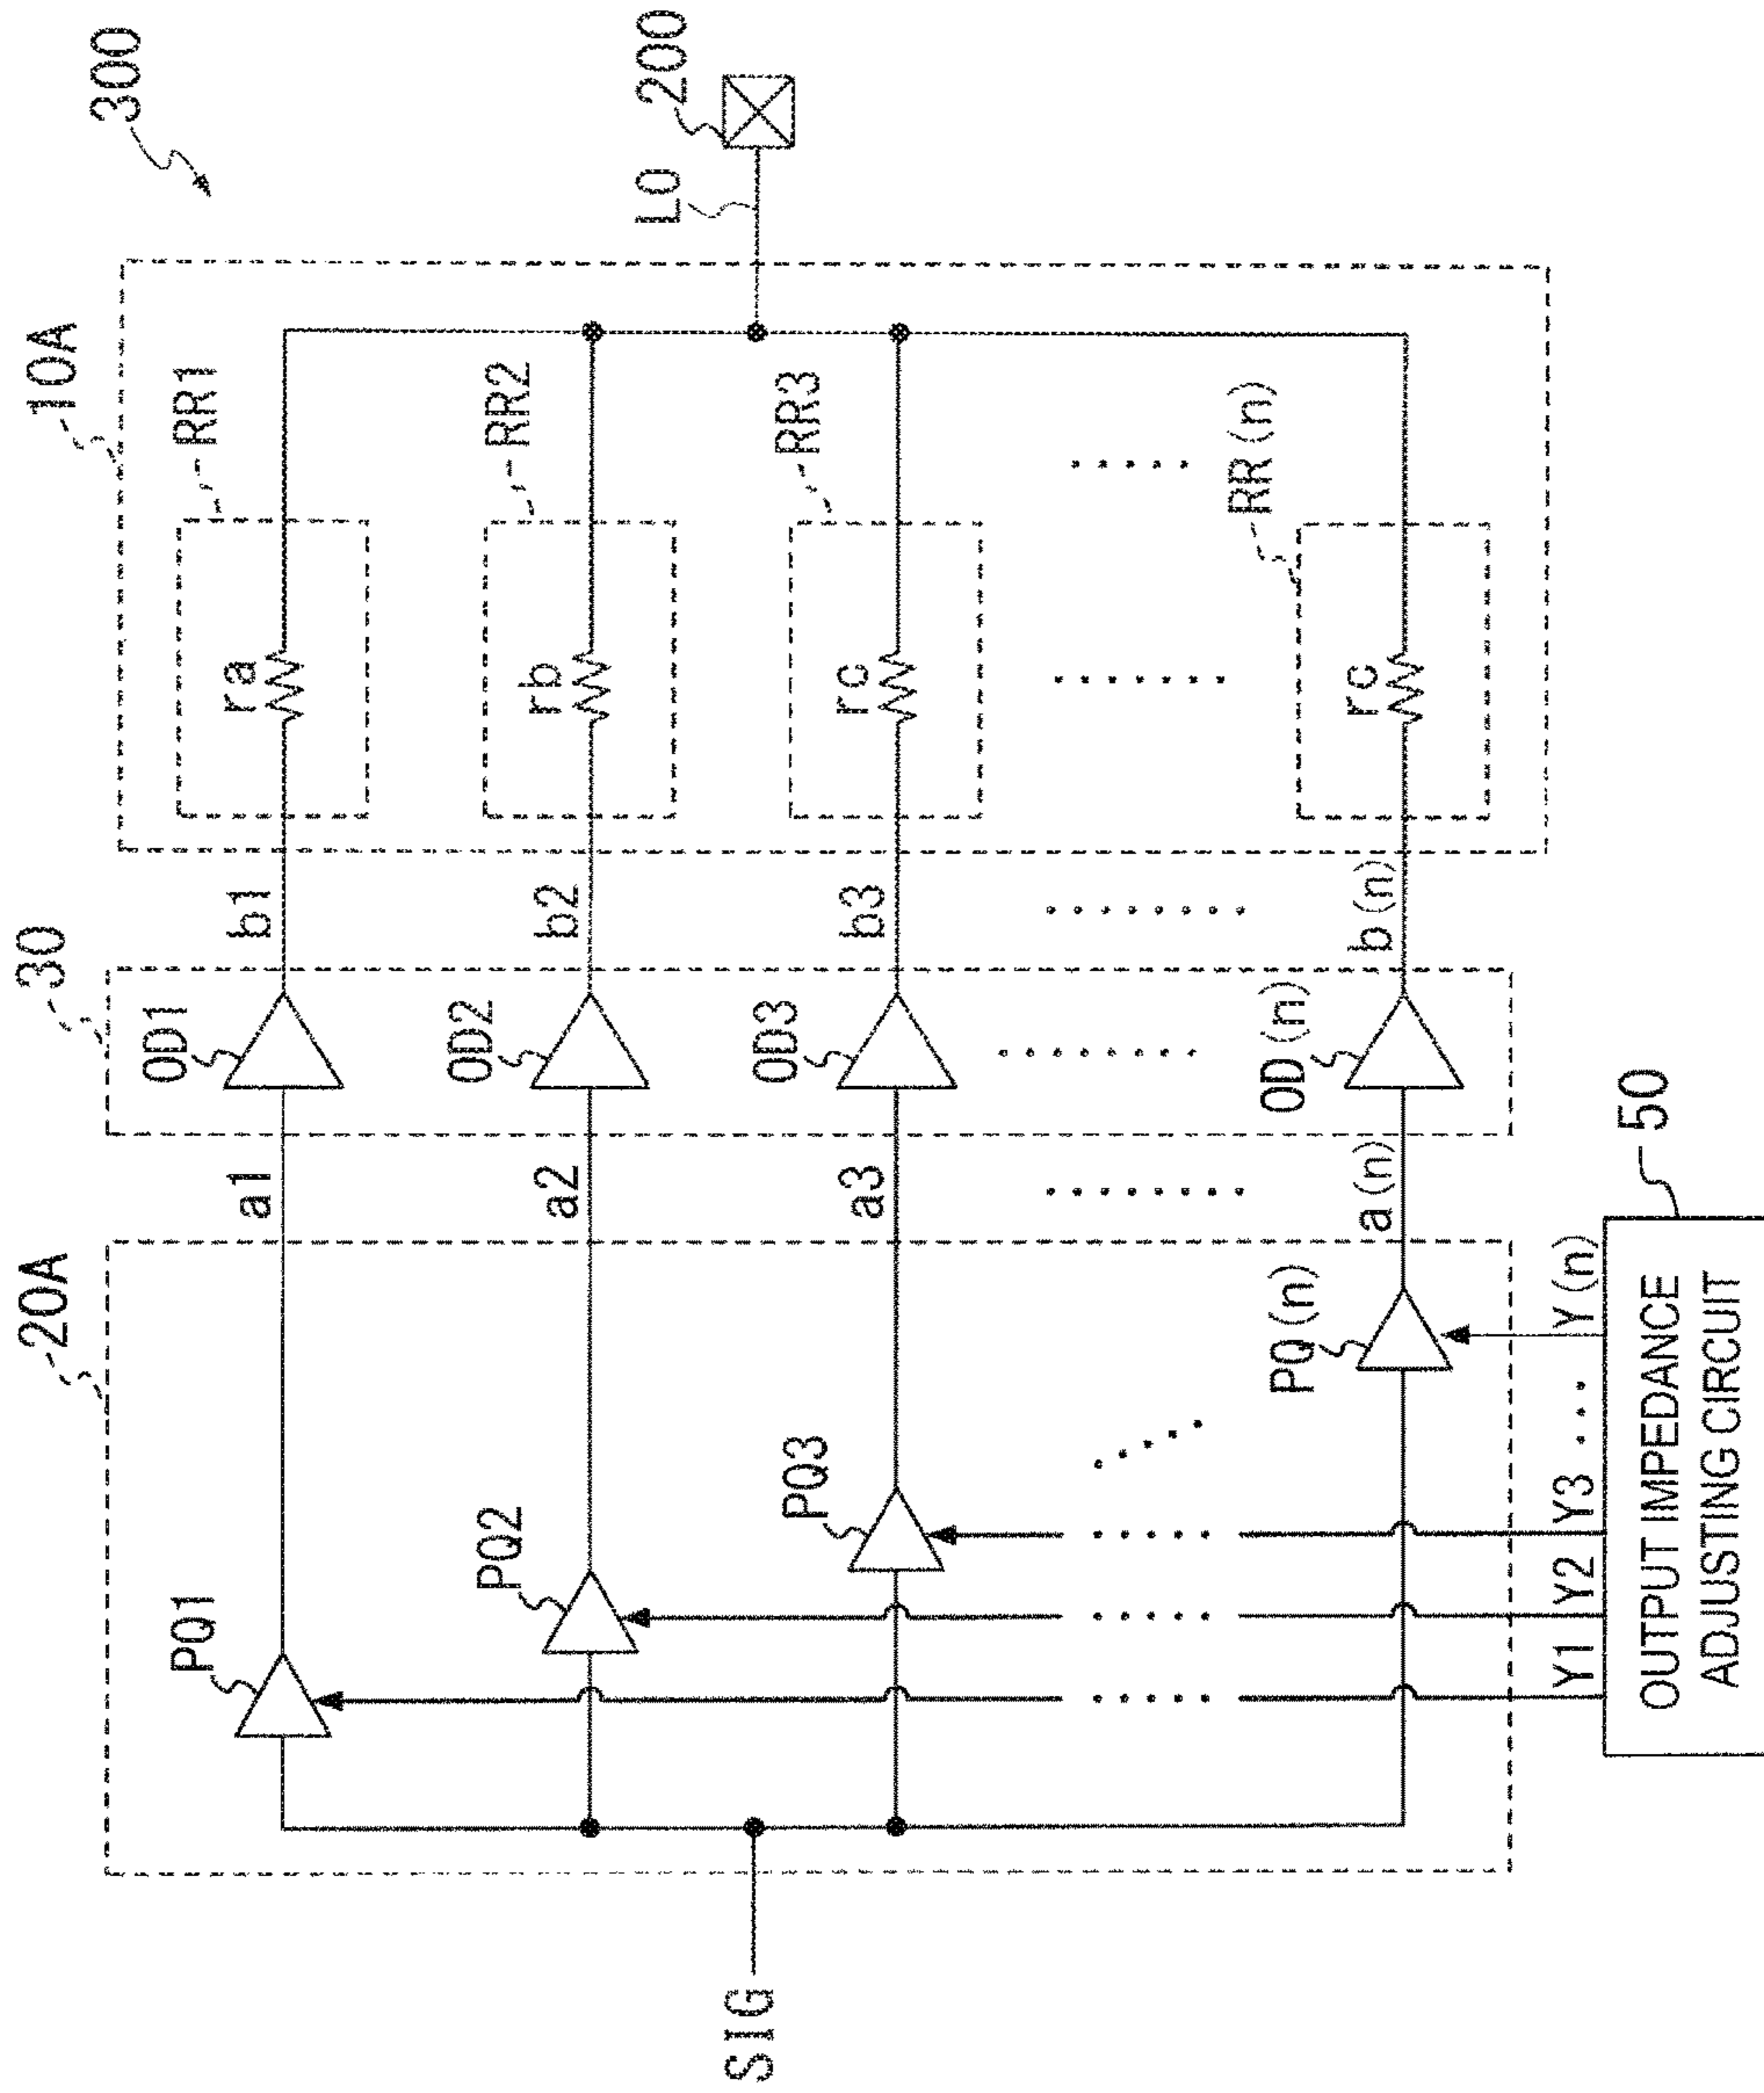 300
10A
30
20A
RR1
RR2
RR3
RR(n)
ra
rb
rc
rc
L0
200
b1
b2
b3
b(n)
OD1
OD2
OD3
OD(n)
a1
a2
a3
a(n)
PQ1
PQ2
PQ3
PQ(n)
SIG
Y1 Y2 Y3 ... Y(n)
50
OUTPUT IMPEDANCE
ADJUSTING CIRCUIT